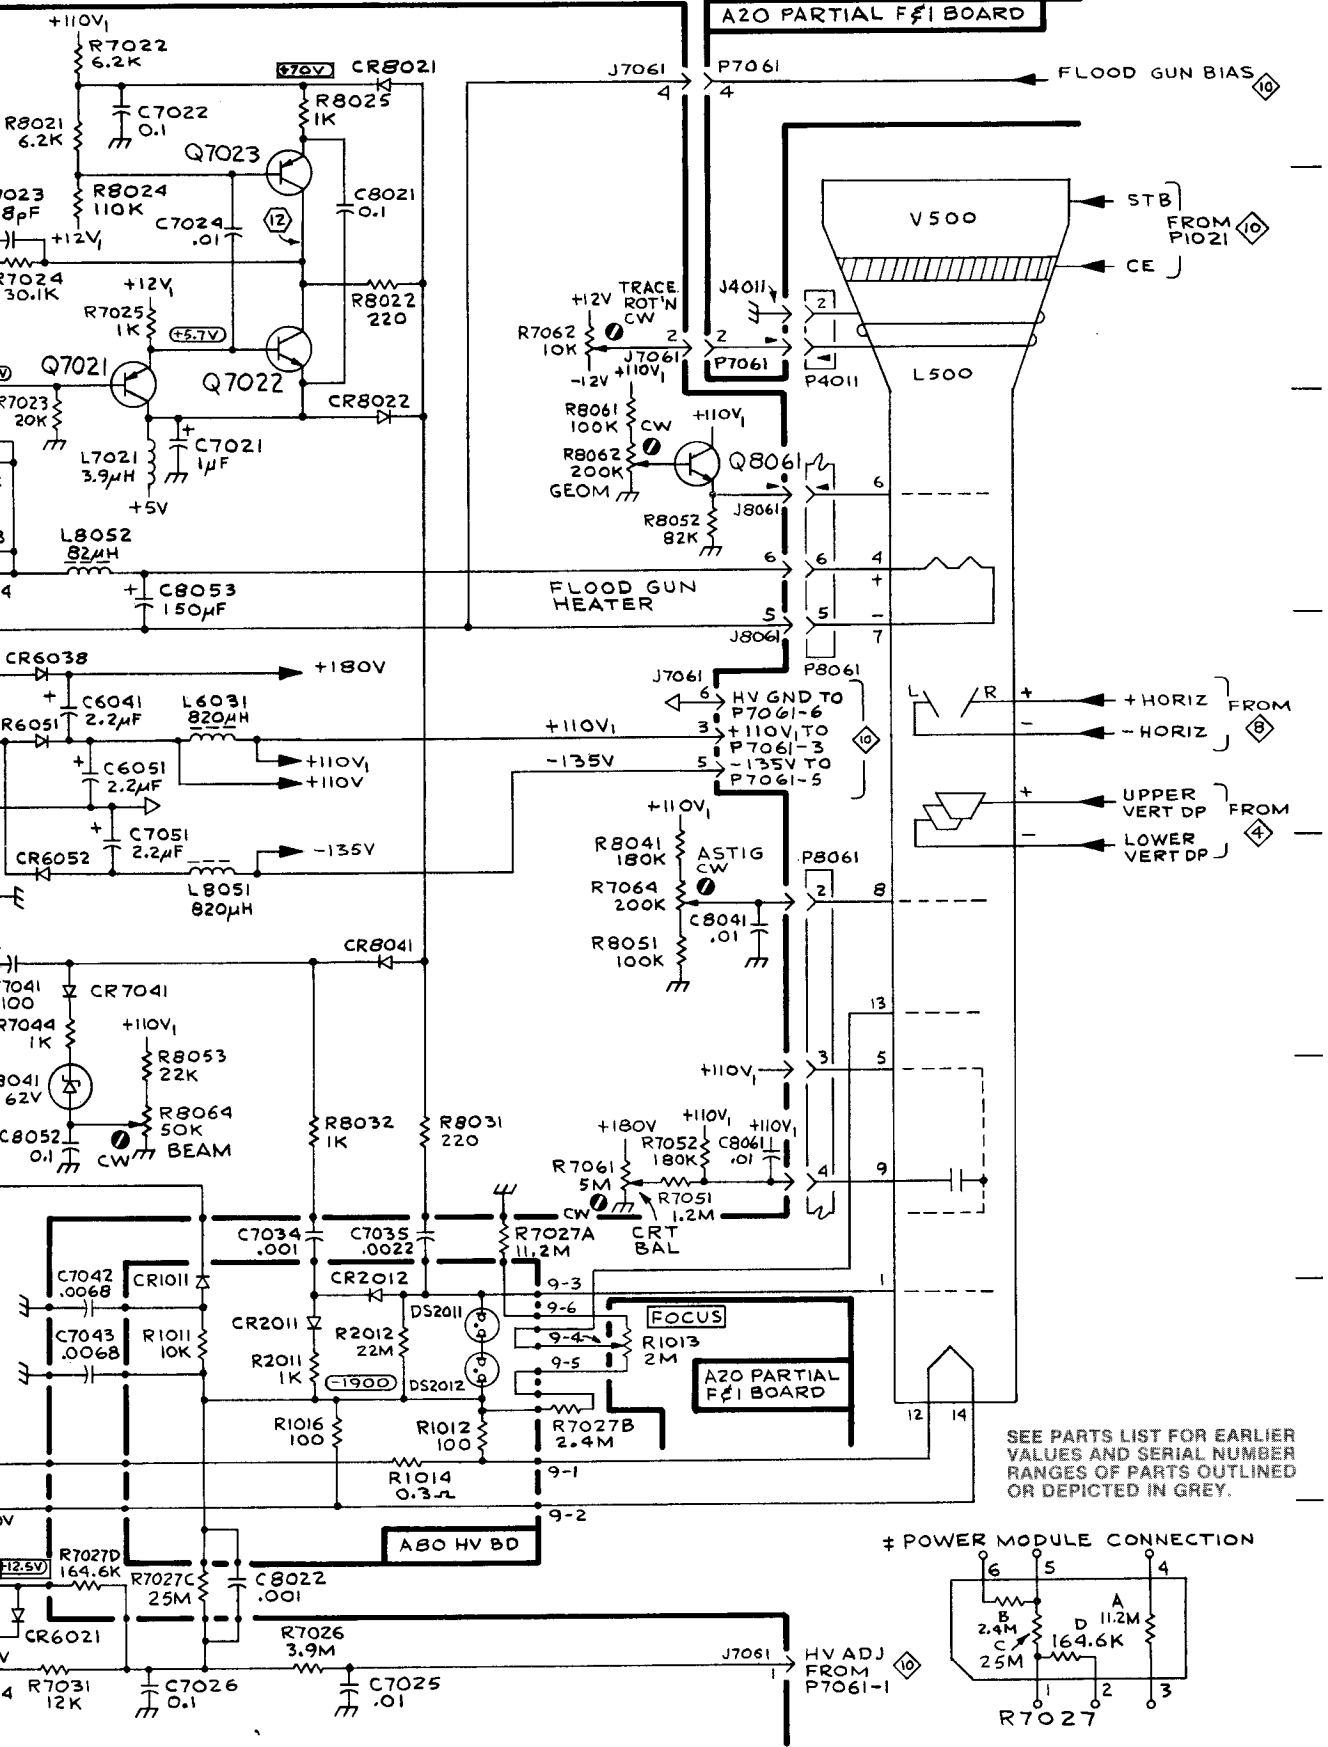 A20 PARTIAL F&I BOARD
+110V1
R7022
6.2K
+70V
CR8021
J7061
4
P7061
4
FLOOD GUN BIAS
10
C7022
0.1
R8025
1K
R8021
6.2K
Q7023
R8024
110K
C7024
.01
12
C8021
0.1
7023
8pF
+12V1
V500
STB
FROM
P1021
10
CE
R7024
30.1K
+12V1
R7025
1K
+5.7V
R8022
220
TRACE
ROT'N
CW
+12V
R7062
10K
-12V
2
J7061
2
P7061
J4011
2
P4011
L500
Q7021
Q7022
R7023
20K
CR8022
+110V1
R8061
100K
CW
R8062
200K
GEOM
+110V1
Q8061
J8061
6
R8052
82K
L7021
3.9µH
+5V
+
C7021
1µF
L8052
82µH
4
+
C8053
150µF
FLOOD GUN
HEATER
6
6
4
+
5
J8061
5
-
7
P8061
CR6038
+180V
+
C6041
2.2µF
L6031
820µH
R6051
+110V1
+110V1
+110V
+
C6051
2.2µF
-135V
J7061
6
HV GND TO
P7061-6
3
+110V1 TO
P7061-3
5
-135V TO
P7061-5
10
L
R
+
+HORIZ
-
-HORIZ
FROM
8
+
UPPER
VERT DP
-
LOWER
VERT DP
FROM
4
+
C7051
2.2µF
CR6052
-135V
L8051
820µH
+110V1
R8041
180K
ASTIG
CW
R7064
200K
C8041
.01
R8051
100K
P8061
2
8
CR8041
7041
100
CR7041
R7044
1K
+110V1
R8053
22K
8041
62V
R8064
50K
BEAM
C8052
0.1
CW
R8032
1K
R8031
220
13
+110V1
3
5
+180V
R7061
5M
CW
+110V1
R7052
180K
C8061
.01
+110V1
R7051
1.2M
CRT
BAL
4
9
C7034
.001
C7035
.0022
R7027A
11.2M
C7042
.0068
CR1011
CR2012
9-3
1
9-6
C7043
.0068
R1011
10K
CR2011
R2012
22M
DS2011
9-4
FOCUS
R1013
2M
R2011
1K
-1900
DS2012
9-5
A20 PARTIAL
F&I BOARD
R1016
100
R1012
100
R7027B
2.4M
12
14
R1014
0.3Ω
9-1
9-2
SEE PARTS LIST FOR EARLIER
VALUES AND SERIAL NUMBER
RANGES OF PARTS OUTLINED
OR DEPICTED IN GREY.
A80 HV BD
+12.5V
R7027D
164.6K
R7027C
25M
C8022
.001
CR6021
R7031
12K
C7026
0.1
R7026
3.9M
C7025
.01
J7061
1
HV ADJ
FROM
P7061-1
10
‡ POWER MODULE CONNECTION
6
5
4
B
2.4M
C
25M
D
164.6K
A
11.2M
1
2
3
R7027